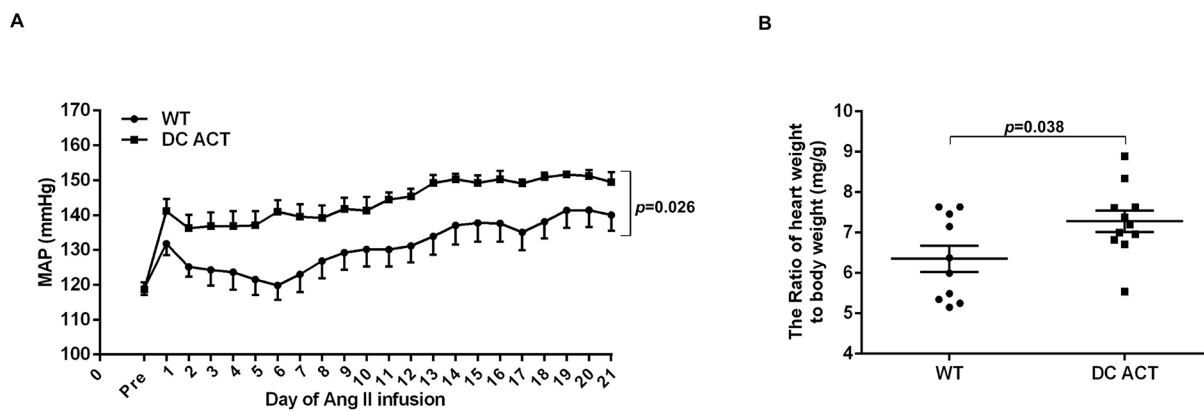 A
B
170
160
150
140
130
120
110
100
MAP (mmHg)
WT
DC ACT
p=0.026
0
Pre
1
2
3
4
5
6
7
8
9
10
11
12
13
14
15
16
17
18
19
20
21
Day of Ang II infusion
The Ratio of heart weight
to body weight (mg/g)
10
9
8
7
6
5
4
p=0.038
WT
DC ACT